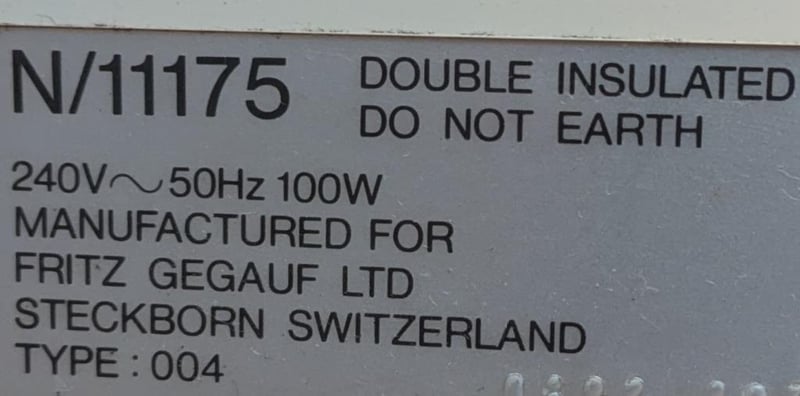 N/11175
DOUBLE INSULATED
DO NOT EARTH
240V~50Hz 100W
MANUFACTURED FOR
FRITZ GEGAUF LTD
STECKBORN SWITZERLAND
TYPE : 004